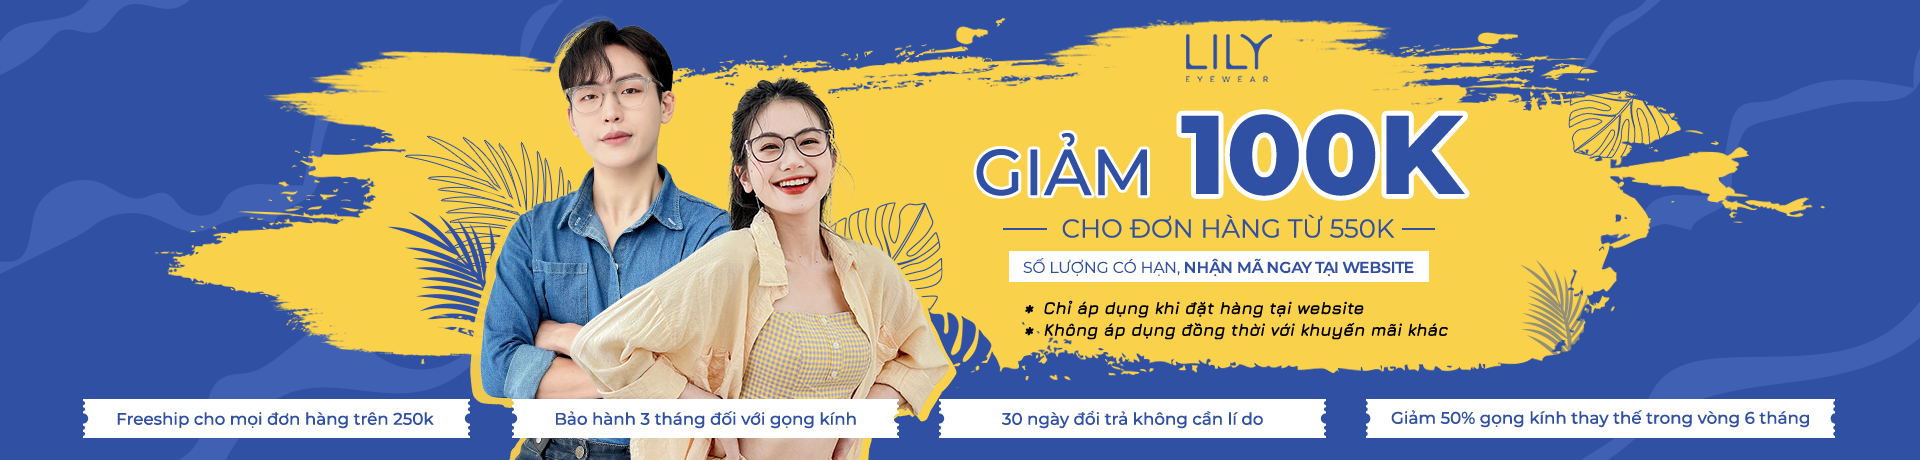 LILY
EYEWEAR
GIẢM 100K
CHO ĐƠN HÀNG TỪ 550K
SỐ LƯỢNG CÓ HẠN, NHẬN MÃ NGAY TẠI WEBSITE
* Chỉ áp dụng khi đặt hàng tại website
* Không áp dụng đồng thời với khuyến mãi khác
Freeship cho mọi đơn hàng trên 250k
Bảo hành 3 tháng đối với gọng kính
30 ngày đổi trả không cần lí do
Giảm 50% gọng kính thay thế trong vòng 6 tháng